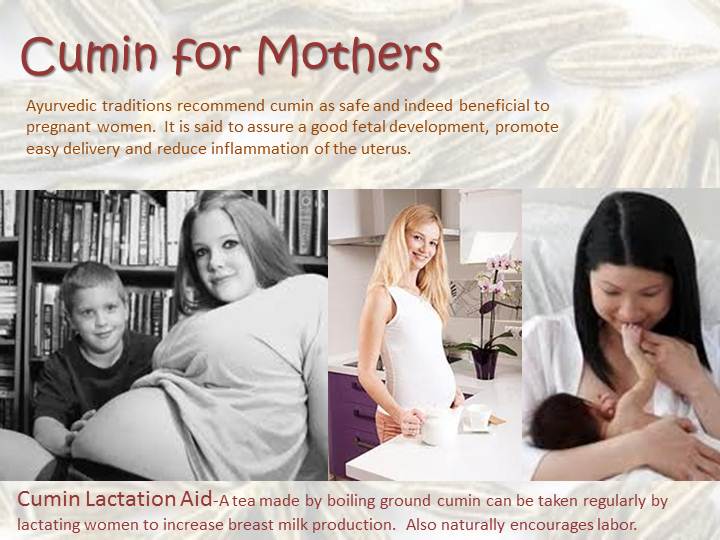 Cumin for Mothers
Ayurvedic traditions recommend cumin as safe and indeed beneficial to
pregnant women.  It is said to assure a good fetal development, promote
easy delivery and reduce inflammation of the uterus.
Cumin Lactation Aid-A tea made by boiling ground cumin can be taken regularly by
lactating women to increase breast milk production.  Also naturally encourages labor.